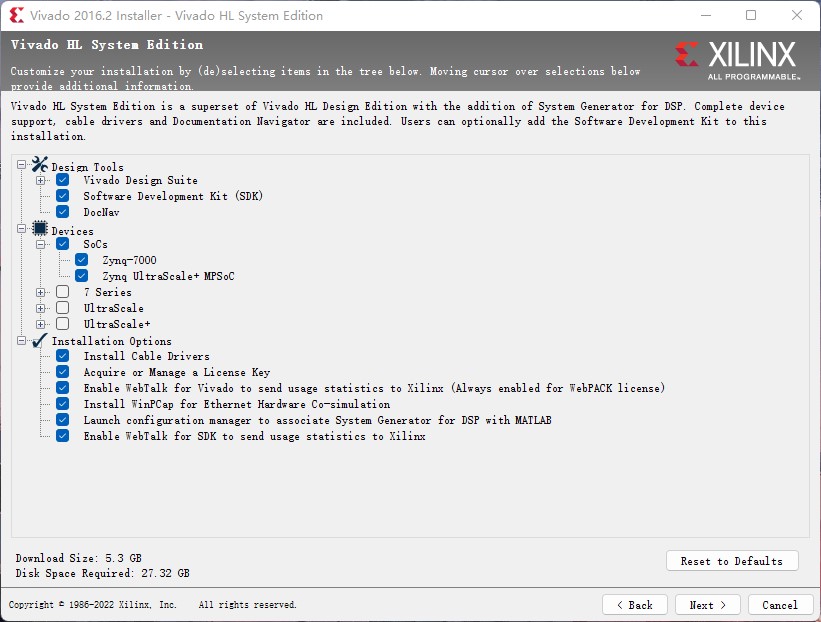 Vivado 2016.2 Installer - Vivado HL System Edition
Vivado HL System Edition
XILINX
ALL PROGRAMMABLE™
Customize your installation by (de)selecting items in the tree below. Moving cursor over selections below
provide additional information.
Vivado HL System Edition is a superset of Vivado HL Design Edition with the addition of System Generator for DSP. Complete device
support, cable drivers and Documentation Navigator are included. Users can optionally add the Software Development Kit to this
installation.
Design Tools
Vivado Design Suite
Software Development Kit (SDK)
DocNav
Devices
SoCs
Zynq-7000
Zynq UltraScale+ MPSoC
7 Series
UltraScale
UltraScale+
Installation Options
Install Cable Drivers
Acquire or Manage a License Key
Enable WebTalk for Vivado to send usage statistics to Xilinx (Always enabled for WebPACK license)
Install WinPCap for Ethernet Hardware Co-simulation
Launch configuration manager to associate System Generator for DSP with MATLAB
Enable WebTalk for SDK to send usage statistics to Xilinx
Download Size: 5.3 GB
Disk Space Required: 27.32 GB
Reset to Defaults
Copyright © 1986-2022 Xilinx, Inc. All rights reserved.
< Back
Next >
Cancel